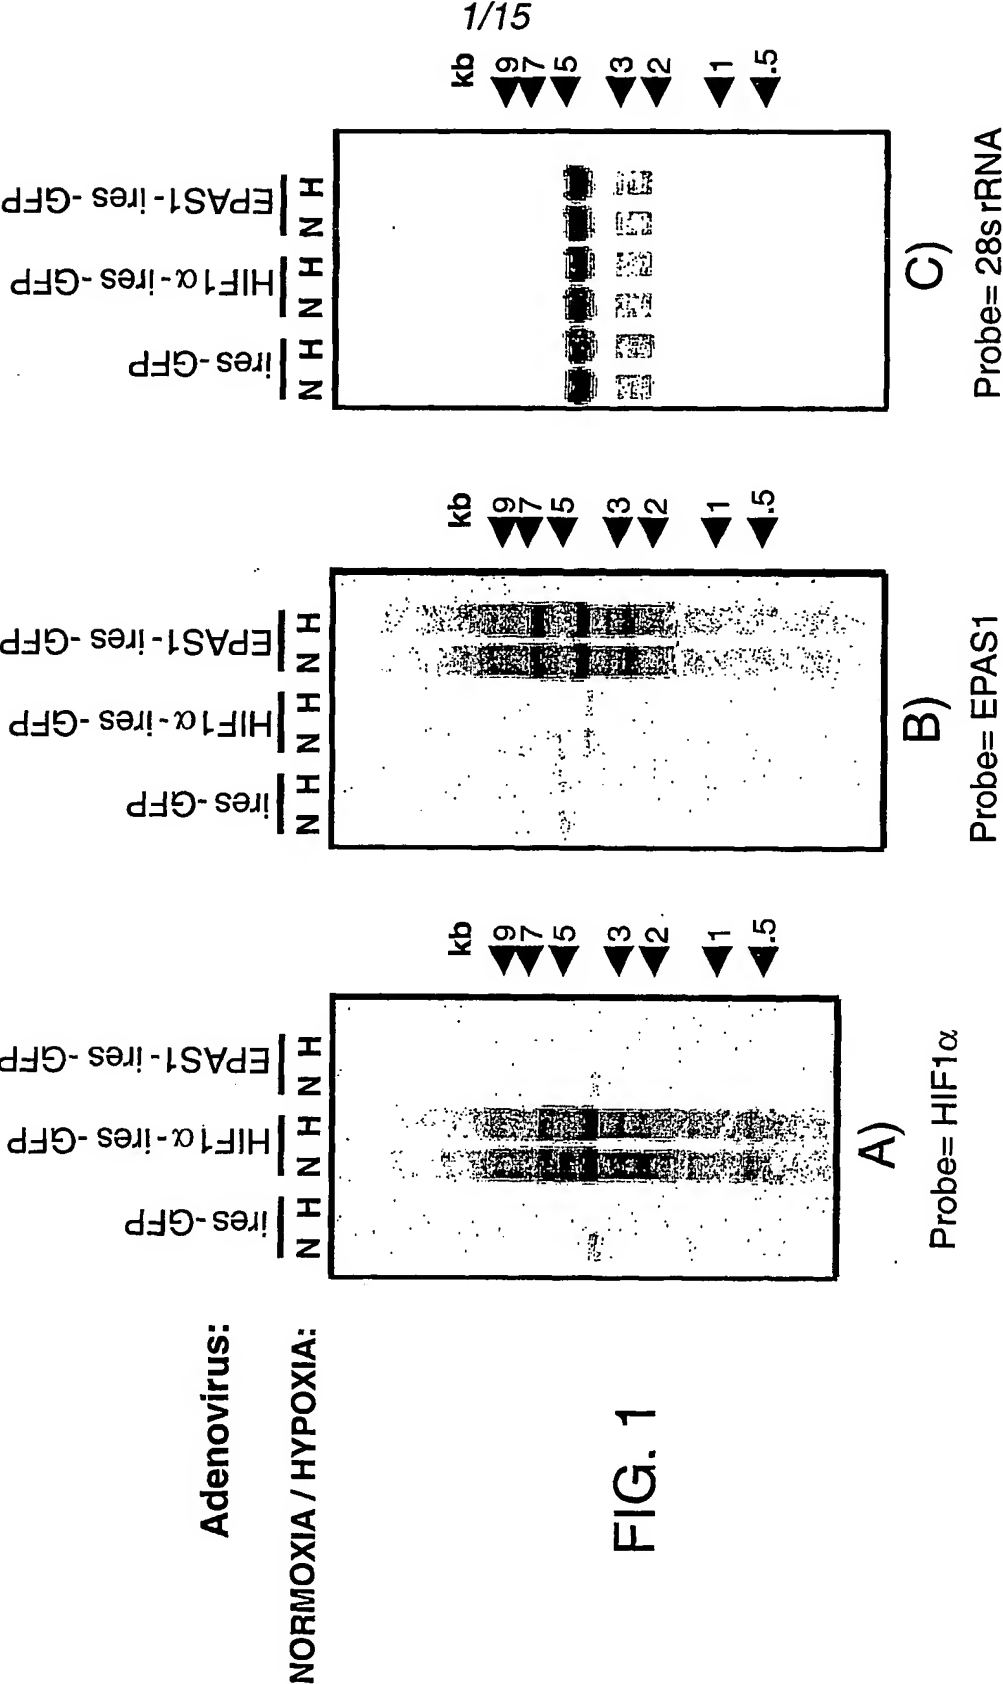 1/15
Adenovirus:
NORMOXIA / HYPOXIA:
ires-GFP
HIF1α-ires-GFP
EPAS1-ires-GFP
N H N H N H
kb
9
7
5
3
2
1
.5
A)
Probe= HIF1α
ires-GFP
HIF1α-ires-GFP
EPAS1-ires-GFP
N H N H N H
kb
9
7
5
3
2
1
.5
B)
Probe= EPAS1
ires-GFP
HIF1α-ires-GFP
EPAS1-ires-GFP
N H N H N H
kb
9
7
5
3
2
1
.5
C)
Probe= 28s rRNA
FIG. 1